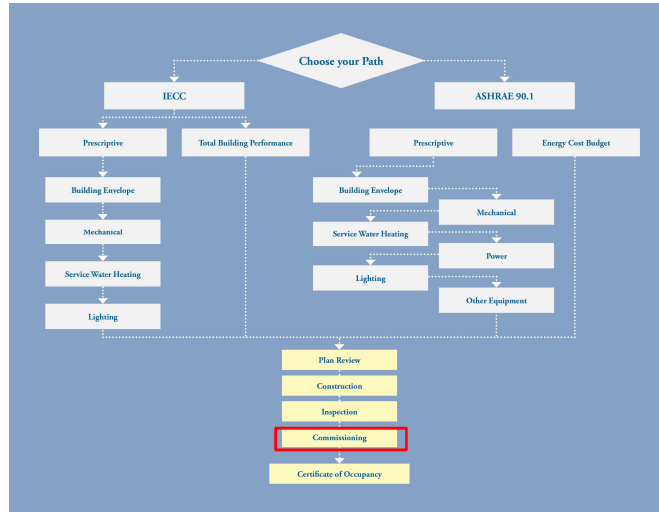 Choose your Path
IECC
ASHRAE 90.1
Prescriptive
Total Building Performance
Prescriptive
Energy Cost Budget
Building Envelope
Mechanical
Service Water Heating
Lighting
Building Envelope
Mechanical
Service Water Heating
Power
Lighting
Other Equipment
Plan Review
Construction
Inspection
Commissioning
Certificate of Occupancy